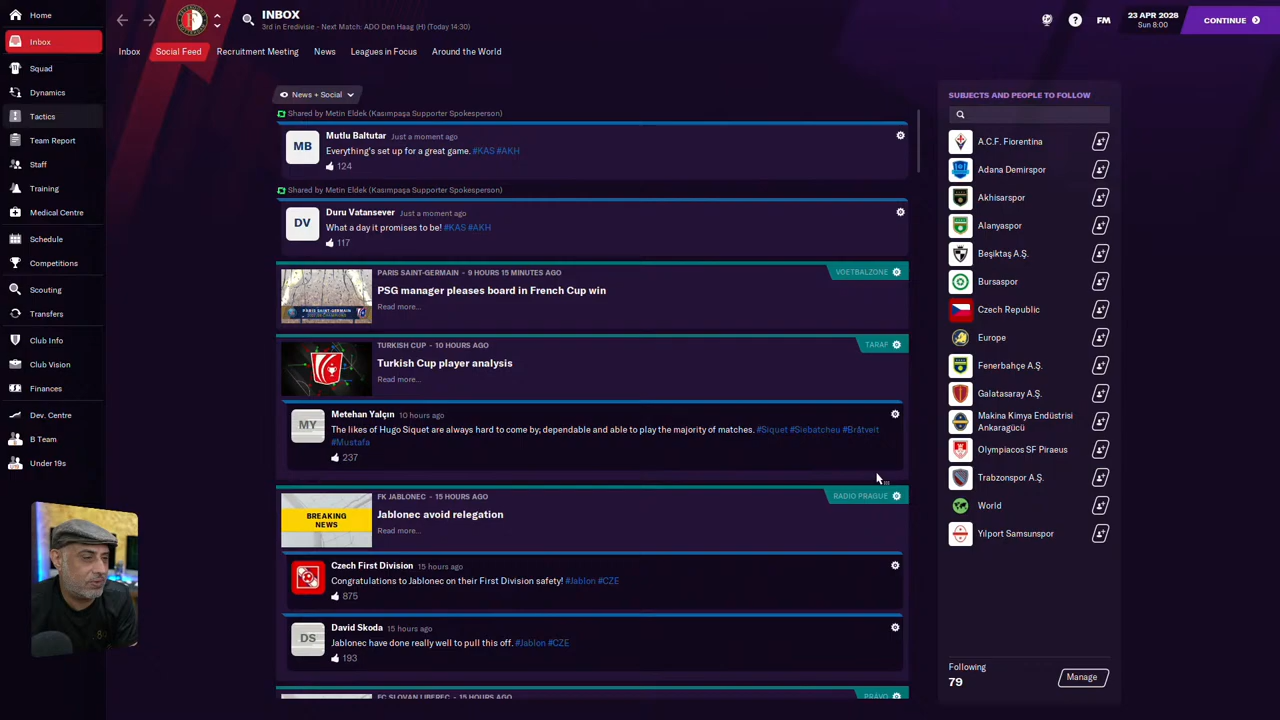 Home
Inbox
Squad
Dynamics
Tactics
Team Report
Staff
Training
Medical Centre
Schedule
Competitions
Scouting
Transfers
Club Info
Club Vision
Finances
Dev. Centre
B Team
Under 19s
INBOX
3rd in Eredivisie - Next Match: ADO Den Haag (H) (Today 14:30)
FM
23 APR 2028
Sun 8:00
CONTINUE
Inbox
Social Feed
Recruitment Meeting
News
Leagues in Focus
Around the World
News + Social
Shared by Metin Eldek (Kasımpaşa Supporter Spokesperson)
MB
Mutlu Baltutar Just a moment ago
Everything's set up for a great game. #KAS #AKH
124
Shared by Metin Eldek (Kasımpaşa Supporter Spokesperson)
DV
Duru Vatansever Just a moment ago
What a day it promises to be! #KAS #AKH
117
PARIS SAINT-GERMAIN - 9 HOURS 15 MINUTES AGO
VOETBALZONE
PSG manager pleases board in French Cup win
Read more...
PARIS SAINT-GERMAIN
TURKISH CUP - 10 HOURS AGO
TARAF
Turkish Cup player analysis
Read more...
MY
Metehan Yalçın 10 hours ago
The likes of Hugo Siquet are always hard to come by; dependable and able to play the majority of matches. #Siquet #Siebatcheu #Bråtveit
#Mustafa
237
FK JABLONEC - 15 HOURS AGO
RADIO PRAGUE
BREAKING
NEWS
Jablonec avoid relegation
Read more...
Czech First Division 15 hours ago
Congratulations to Jablonec on their First Division safety! #Jablon #CZE
875
DS
David Skoda 15 hours ago
Jablonec have done really well to pull this off. #Jablon #CZE
193
FC SLOVAN LIBEREC - 15 HOURS AGO
PRÁVO
SUBJECTS AND PEOPLE TO FOLLOW
A.C.F. Fiorentina
Adana Demirspor
Akhisarspor
Alanyaspor
Beşiktaş A.Ş.
Bursaspor
Czech Republic
Europe
Fenerbahçe A.Ş.
Galatasaray A.Ş.
Makina Kimya Endüstrisi
Ankaragücü
Olympiacos SF Piraeus
Trabzonspor A.Ş.
World
Yılport Samsunspor
Following
79
Manage